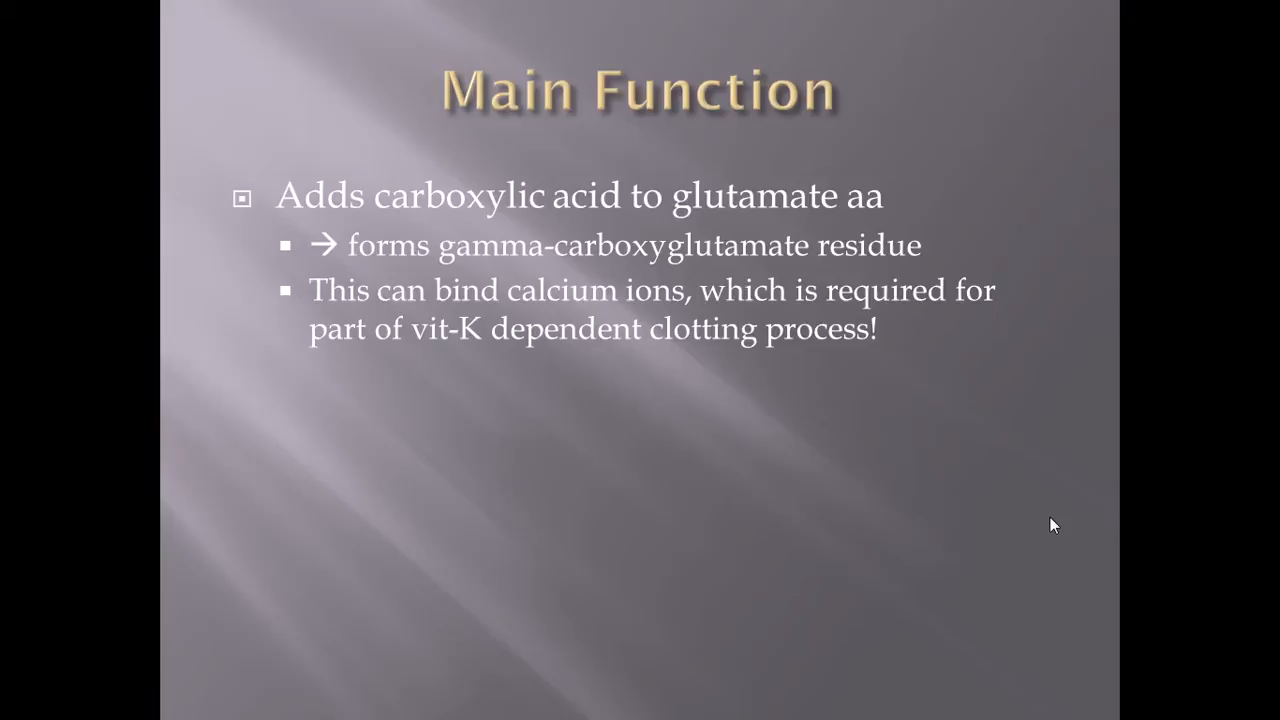 Main Function
Adds carboxylic acid to glutamate aa
→ forms gamma-carboxyglutamate residue
This can bind calcium ions, which is required for
part of vit-K dependent clotting process!